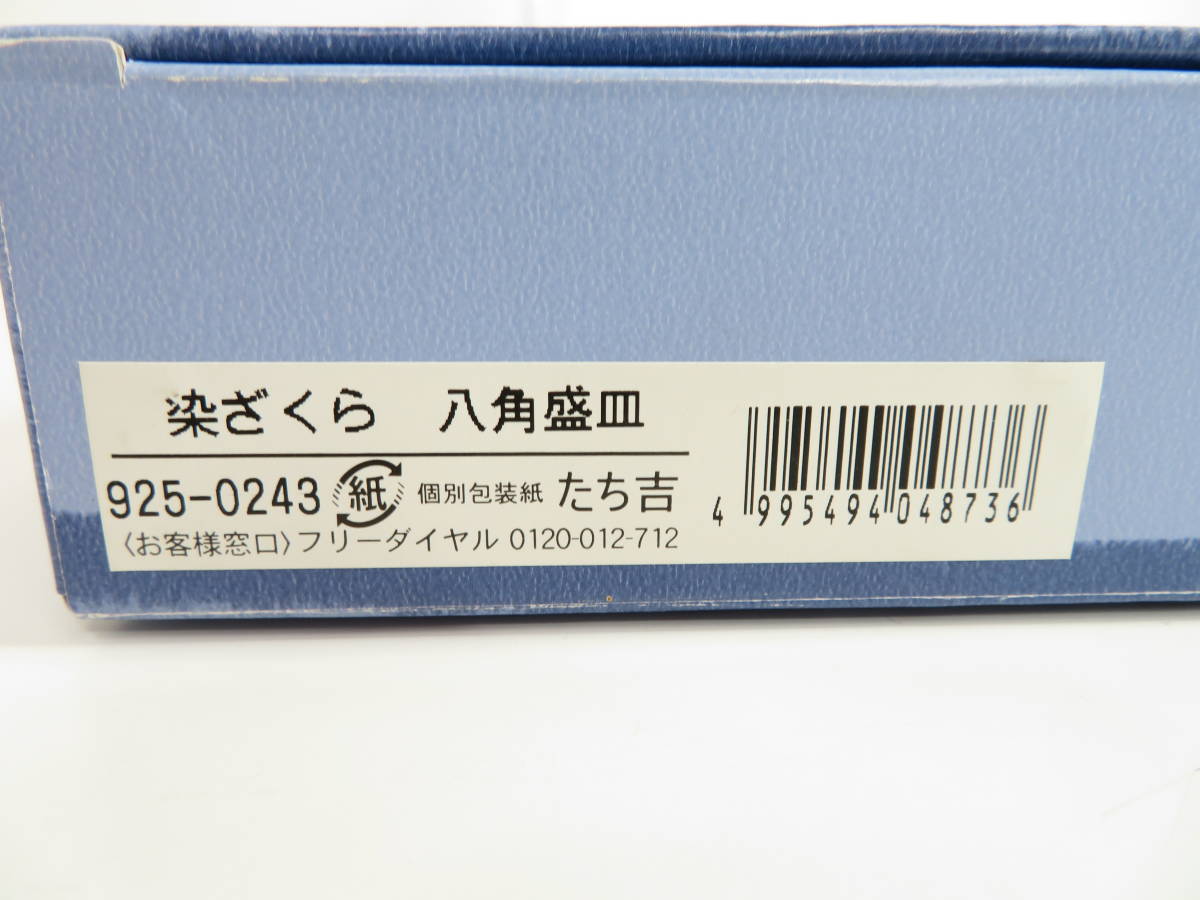 染ざくら 八角盛皿
925-0243 紙 個別包装紙 たち吉
〈お客様窓口〉フリーダイヤル 0120-012-712
4 995494 048736